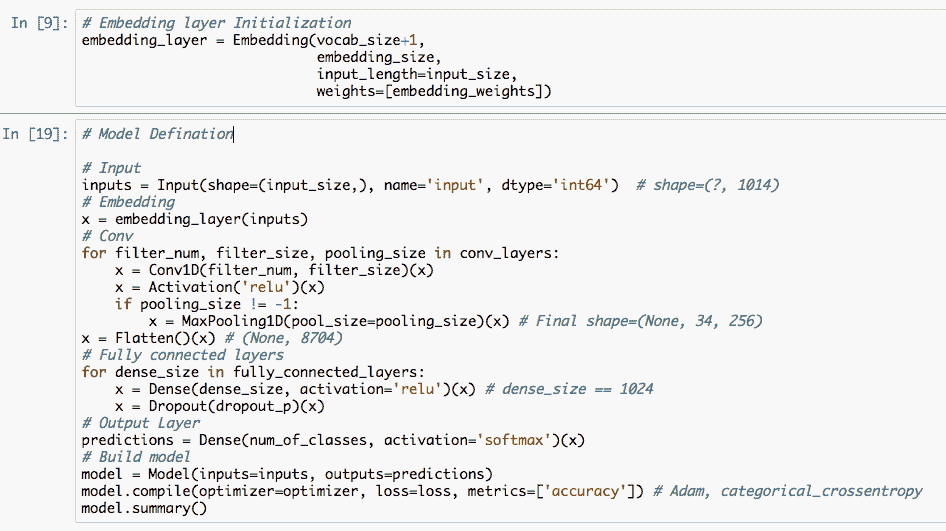 In [9]: # Embedding layer Initialization
embedding_layer = Embedding(vocab_size+1,
                            embedding_size,
                            input_length=input_size,
                            weights=[embedding_weights])
In [19]: # Model Defination
# Input
inputs = Input(shape=(input_size,), name='input', dtype='int64')  # shape=(?, 1014)
# Embedding
x = embedding_layer(inputs)
# Conv
for filter_num, filter_size, pooling_size in conv_layers:
    x = Conv1D(filter_num, filter_size)(x)
    x = Activation('relu')(x)
    if pooling_size != -1:
        x = MaxPooling1D(pool_size=pooling_size)(x) # Final shape=(None, 34, 256)
x = Flatten()(x) # (None, 8704)
# Fully connected layers
for dense_size in fully_connected_layers:
    x = Dense(dense_size, activation='relu')(x) # dense_size == 1024
    x = Dropout(dropout_p)(x)
# Output Layer
predictions = Dense(num_of_classes, activation='softmax')(x)
# Build model
model = Model(inputs=inputs, outputs=predictions)
model.compile(optimizer=optimizer, loss=loss, metrics=['accuracy']) # Adam, categorical_crossentropy
model.summary()